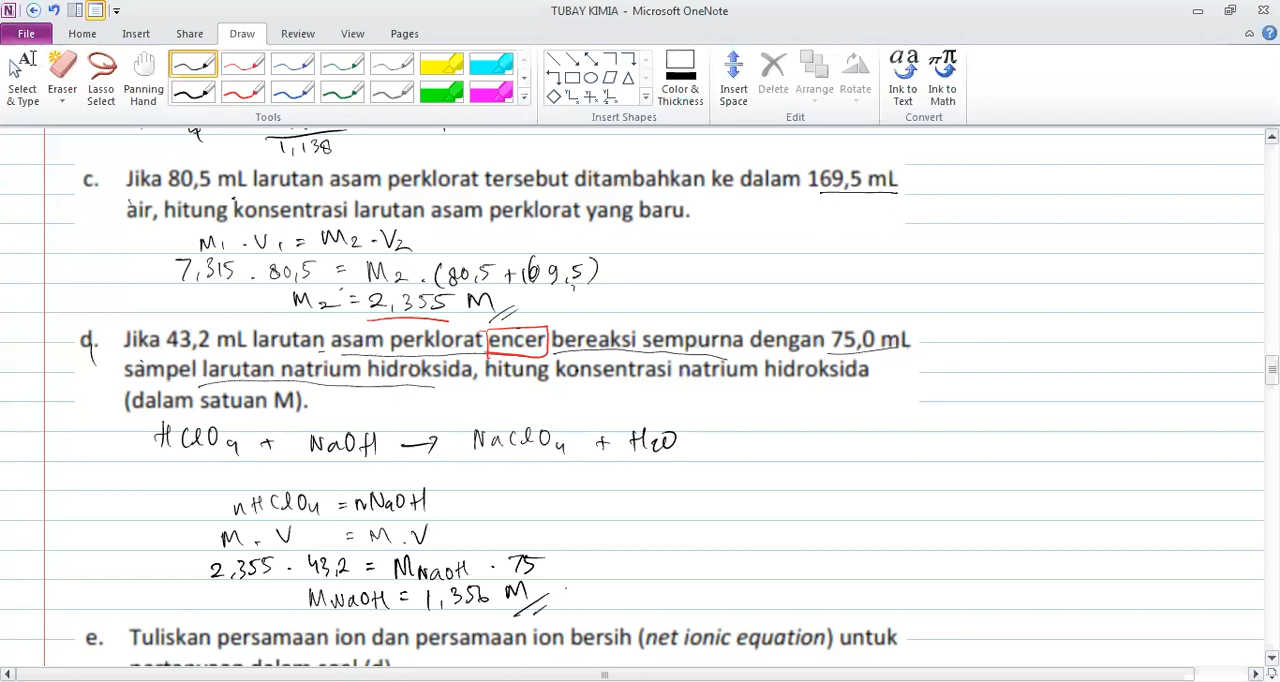 TUBAY KIMIA - Microsoft OneNote
File Home Insert Share Draw Review View Pages
Select & Type
Eraser
Lasso Select
Panning Hand
Color & Thickness
Insert Space
Delete
Arrange
Rotate
Ink to Text
Ink to Math
Tools
Insert Shapes
Edit
Convert
1,138
c. Jika 80,5 mL larutan asam perklorat tersebut ditambahkan ke dalam 169,5 mL
air, hitung konsentrasi larutan asam perklorat yang baru.
M₁ . V₁ = M₂ . V₂
7,315 . 80,5 = M₂ . (80,5 + 169,5)
M₂ = 2,355 M
d. Jika 43,2 mL larutan asam perklorat encer bereaksi sempurna dengan 75,0 mL
sampel larutan natrium hidroksida, hitung konsentrasi natrium hidroksida
(dalam satuan M).
HClO₄ + NaOH → NaClO₄ + H₂O
nHClO₄ = nNaOH
M . V = M . V
2,355 . 43,2 = M NaOH . 75
M NaOH = 1,356 M
e. Tuliskan persamaan ion dan persamaan ion bersih (net ionic equation) untuk